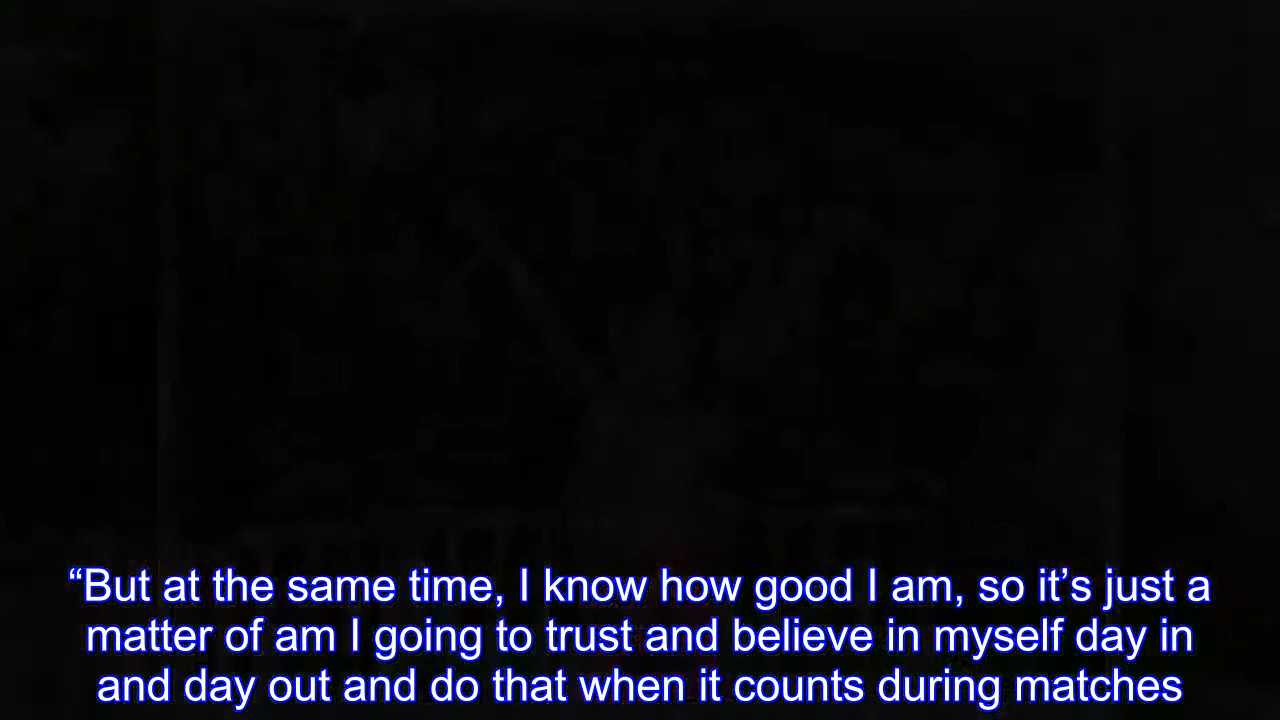 “But at the same time, I know how good I am, so it’s just a
matter of am I going to trust and believe in myself day in
and day out and do that when it counts during matches